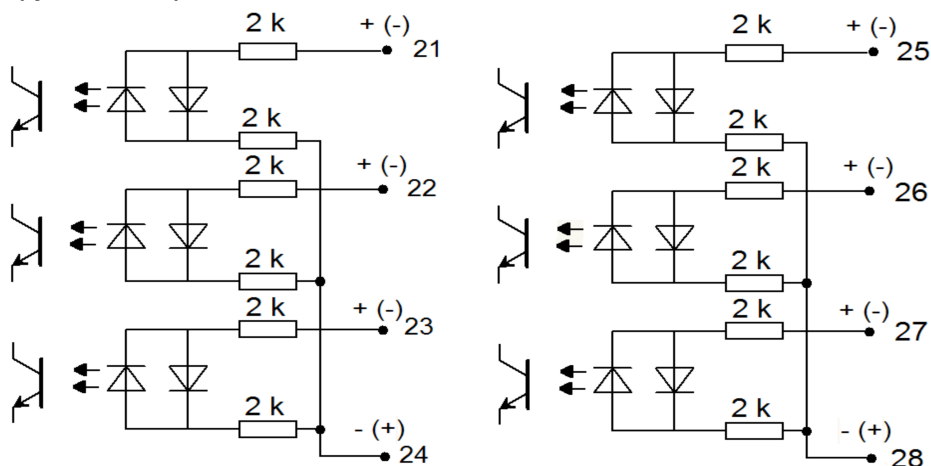 2 k + (-) 21
2 k
2 k + (-) 22
2 k
2 k + (-) 23
2 k
- (+) 24
2 k + (-) 25
2 k
2 k + (-) 26
2 k
2 k + (-) 27
2 k
- (+) 28